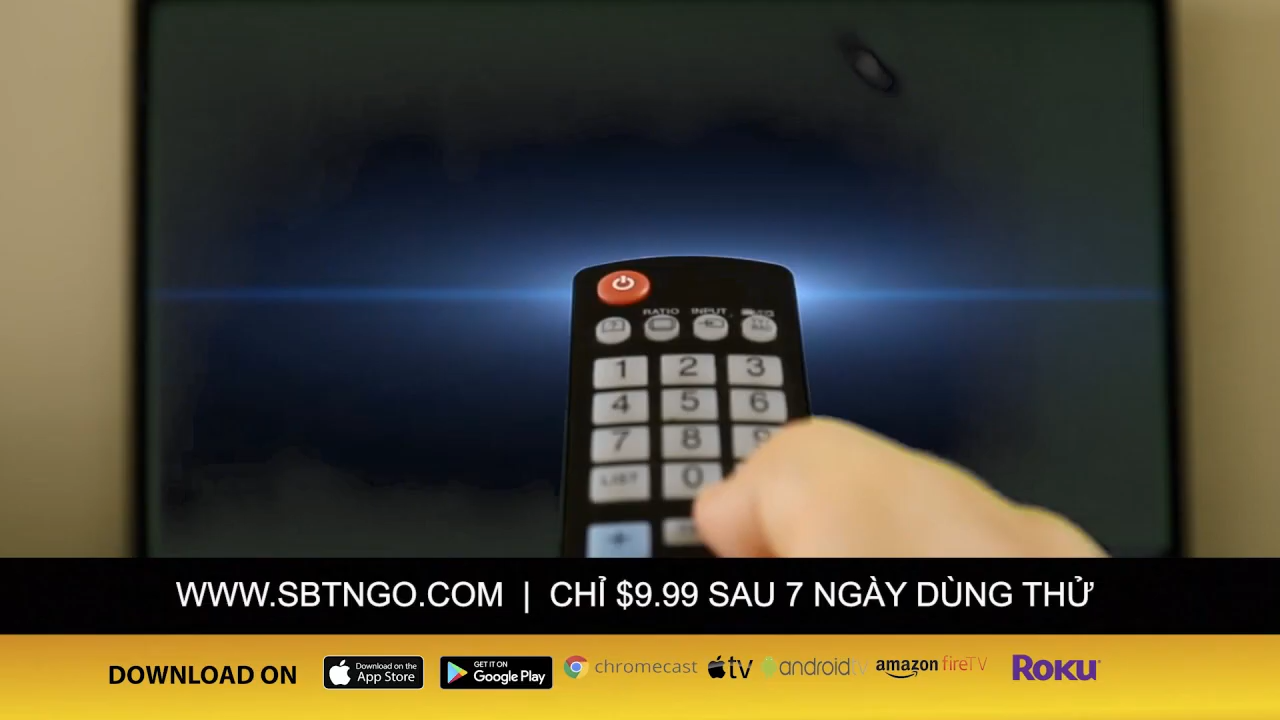 RATIO INPUT
1 2 3
4 5 6
7 8 9
LIST 0
+
WWW.SBTNGO.COM | CHỈ $9.99 SAU 7 NGÀY DÙNG THỬ
DOWNLOAD ON
Download on the
App Store
GET IT ON
Google Play
chromecast
tv
androidtv
amazon fireTV
ROKU